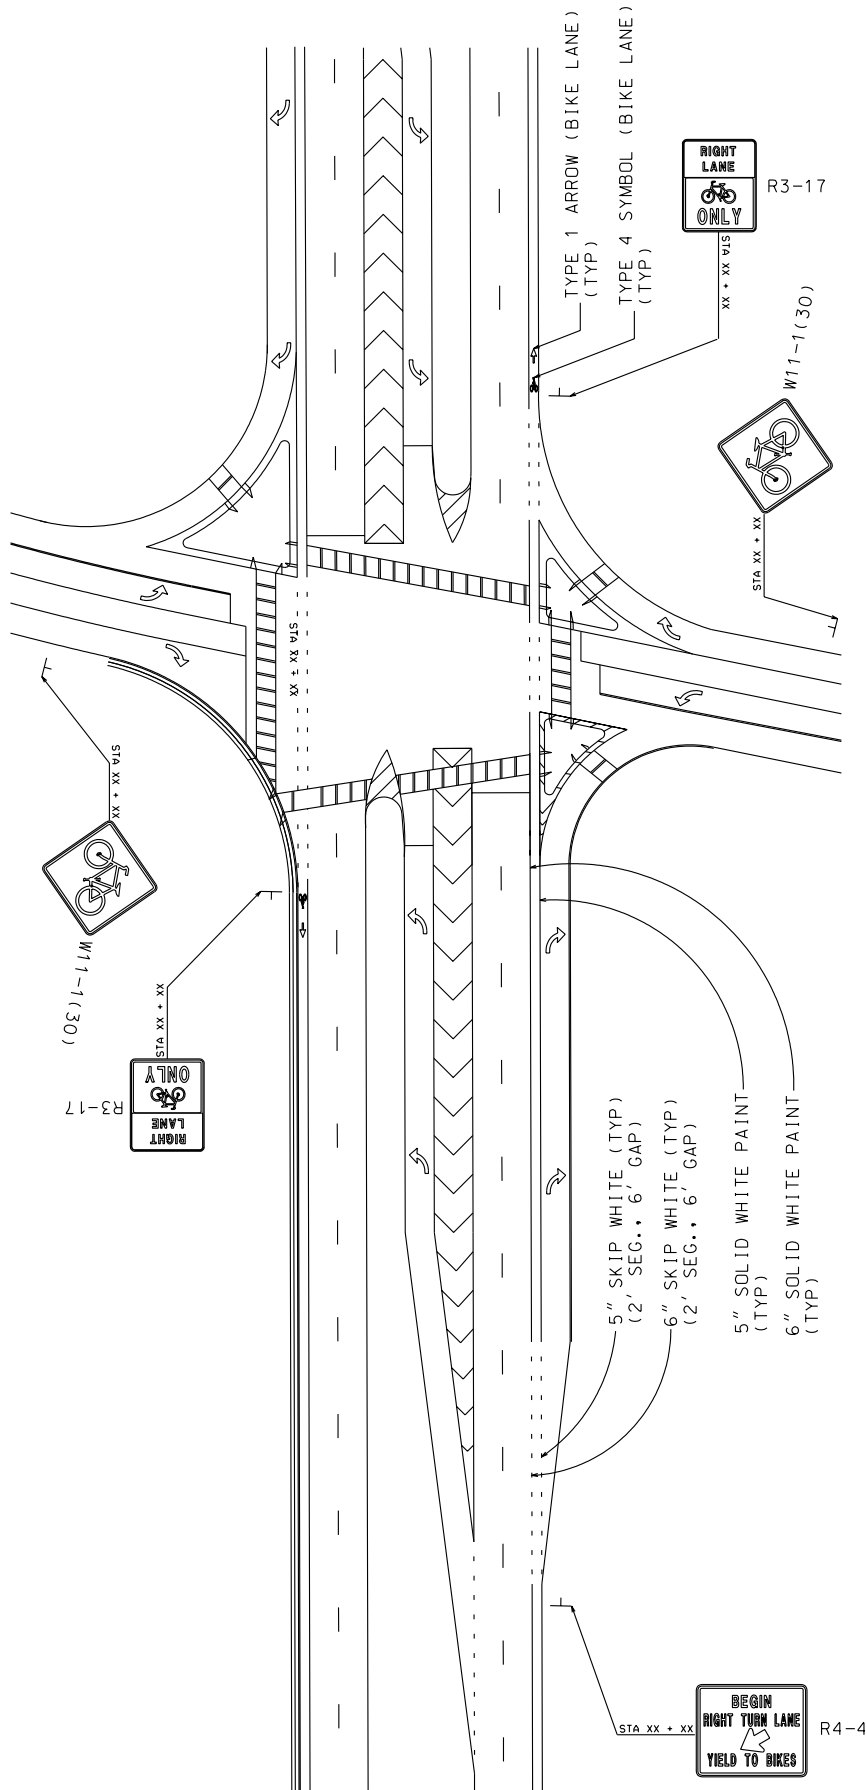 TYPE 1 ARROW (BIKE LANE)
(TYP)
TYPE 4 SYMBOL (BIKE LANE)
(TYP)
RIGHT
LANE
ONLY
R3-17
STA XX + XX
W11-1(30)
STA XX + XX
STA XX + XX
STA XX + XX
W11-1(30)
STA XX + XX
RIGHT
LANE
ONLY
R3-17
5" SKIP WHITE (TYP)
(2' SEG., 6' GAP)
6" SKIP WHITE (TYP)
(2' SEG., 6' GAP)
5" SOLID WHITE PAINT
(TYP)
6" SOLID WHITE PAINT
(TYP)
STA XX + XX
BEGIN
RIGHT TURN LANE
YIELD TO BIKES
R4-4